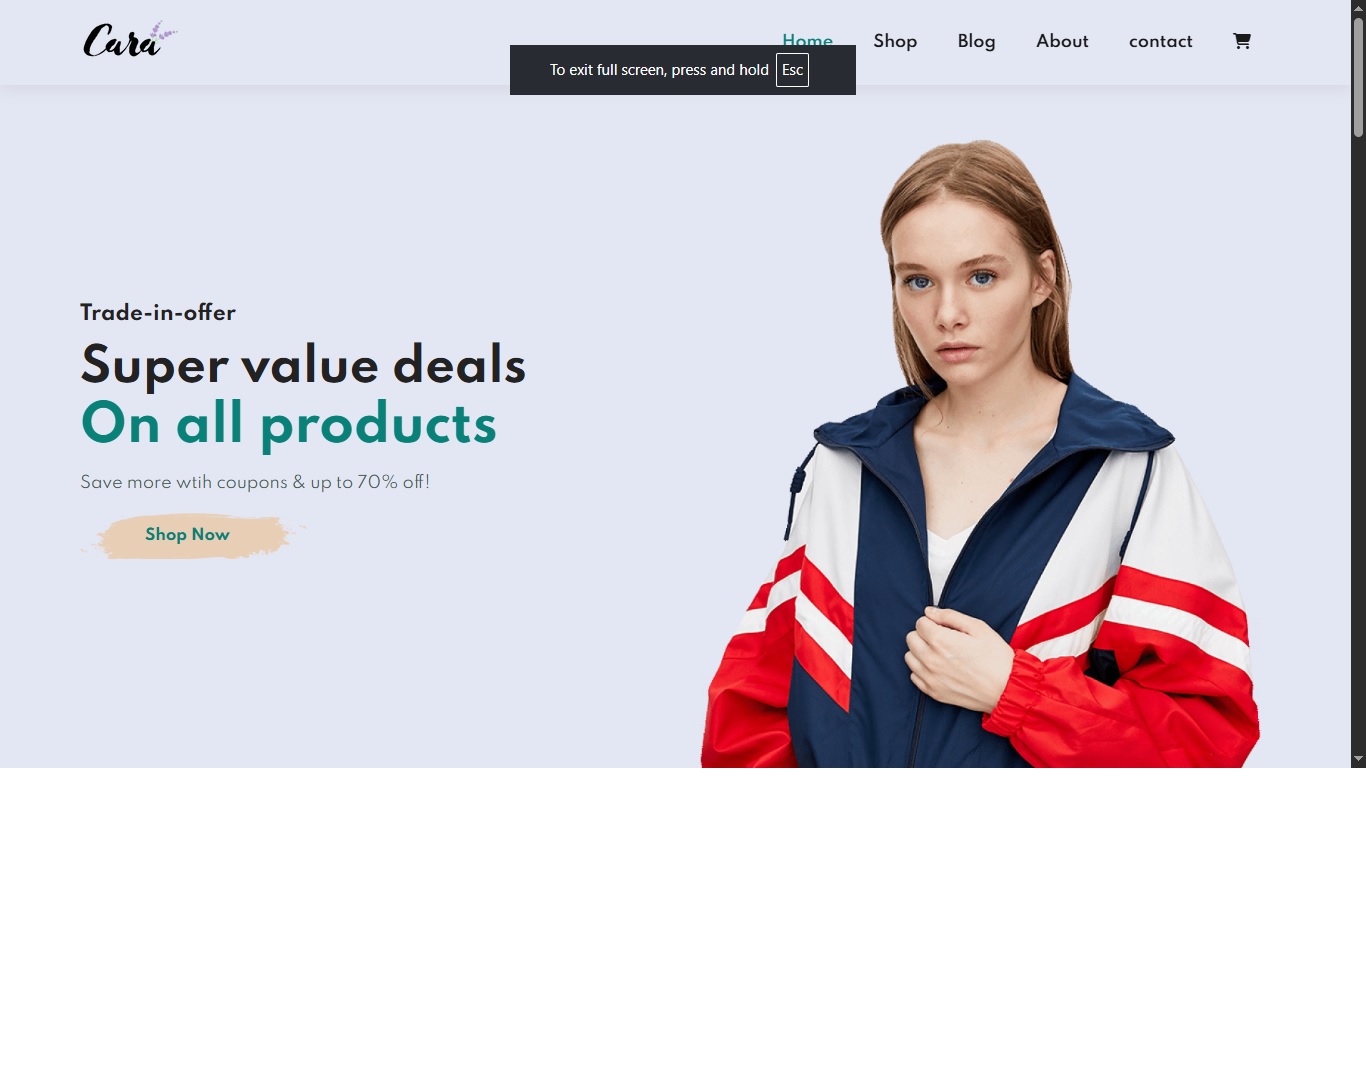 Cara
Home Shop Blog About contact
To exit full screen, press and hold Esc
Trade-in-offer
Super value deals
On all products
Save more wtih coupons & up to 70% off!
Shop Now